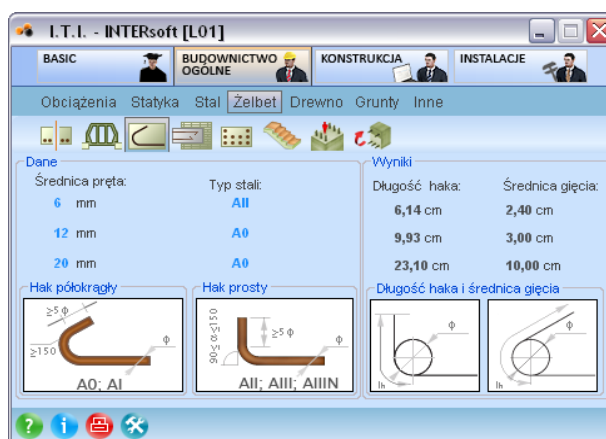 I.T.I. - INTERsoft [L01]
BASIC
BUDOWNICTWO
OGÓLNE
KONSTRUKCJA
INSTALACJE
Obciążenia Statyka Stal Żelbet Drewno Grunty Inne
Dane
Średnica pręta:
Typ stali:
6 mm
AII
12 mm
A0
20 mm
A0
Wyniki
Długość haka:
Średnica gięcia:
6,14 cm
2,40 cm
9,93 cm
3,00 cm
23,10 cm
10,00 cm
Hak półokrągły
≥5 φ
≥150
φ
A0; AI
Hak prosty
90≤α≤150
≥5 φ
φ
AII; AIII; AIIIN
Długość haka i średnica gięcia
φ
lh
φ
lh